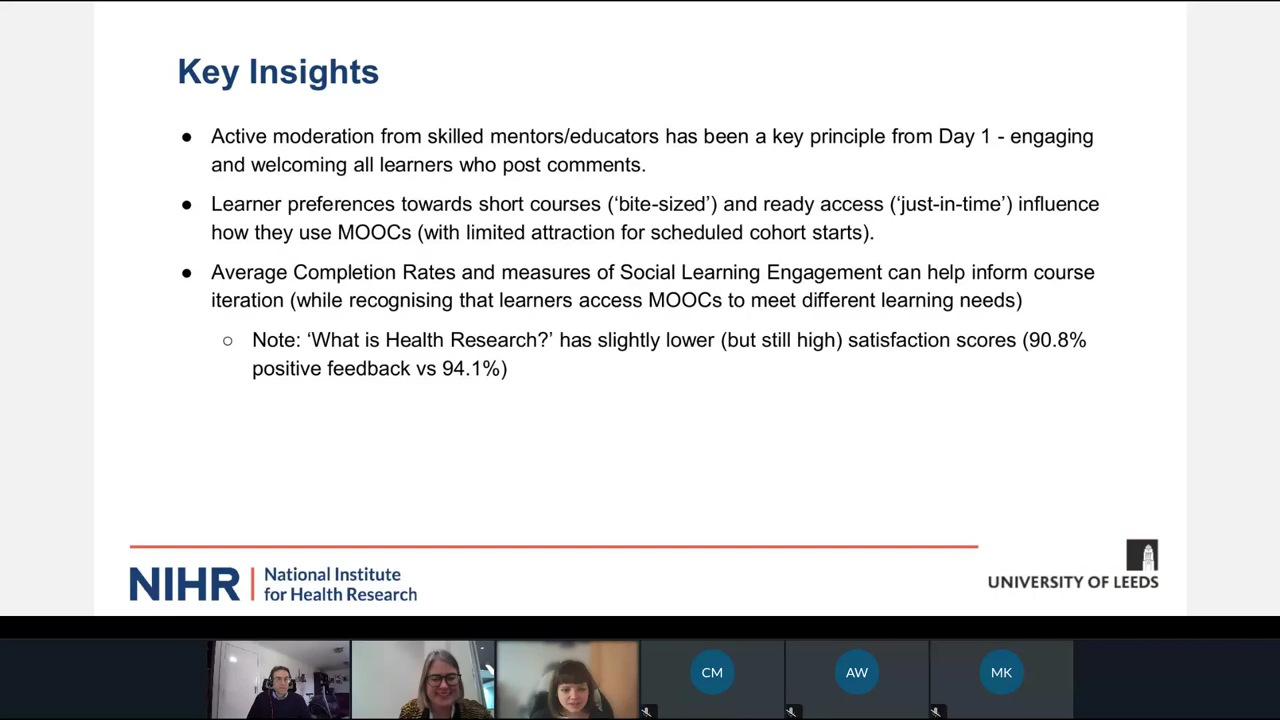 Key Insights
● Active moderation from skilled mentors/educators has been a key principle from Day 1 - engaging
and welcoming all learners who post comments.
● Learner preferences towards short courses (‘bite-sized’) and ready access (‘just-in-time’) influence
how they use MOOCs (with limited attraction for scheduled cohort starts).
● Average Completion Rates and measures of Social Learning Engagement can help inform course
iteration (while recognising that learners access MOOCs to meet different learning needs)
○ Note: ‘What is Health Research?’ has slightly lower (but still high) satisfaction scores (90.8%
positive feedback vs 94.1%)
NIHR | National Institute
for Health Research
UNIVERSITY OF LEEDS
CM
AW
MK